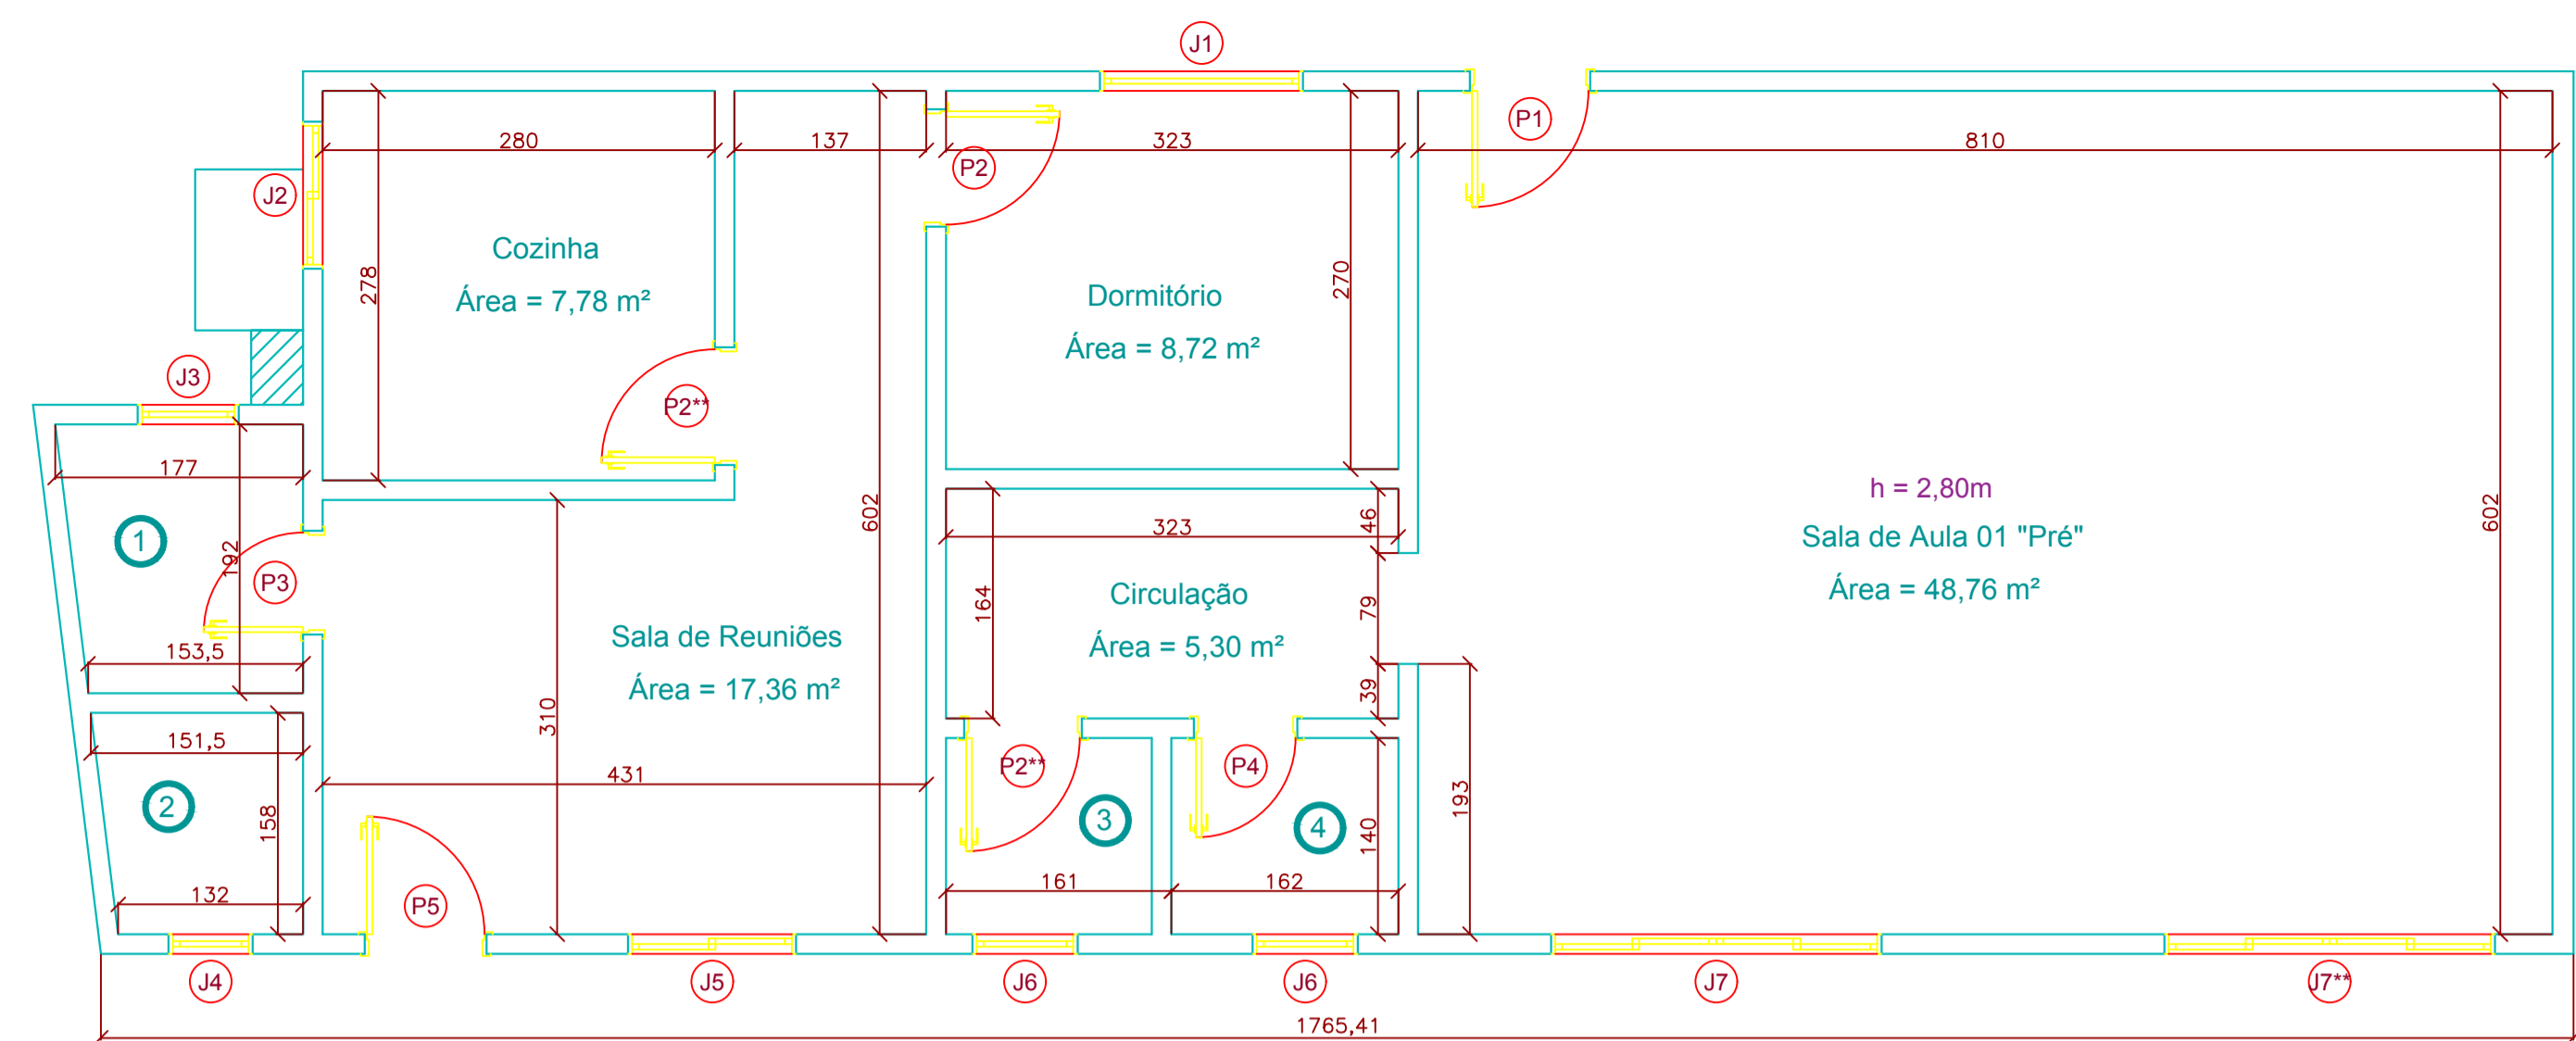 J1
P1
280
137
323
810
P2
J2
Cozinha
Área = 7,78 m²
278
270
Dormitório
Área = 8,72 m²
J3
P2**
177
h = 2,80m
Sala de Aula 01 "Pré"
Área = 48,76 m²
602
602
46
323
1
192
P3
164
79
Circulação
Área = 5,30 m²
Sala de Reuniões
Área = 17,36 m²
153,5
39
310
151,5
431
P2**
P4
193
2
158
3
4
140
132
P5
161
162
J4
J5
J6
J6
J7
J7**
1765,41